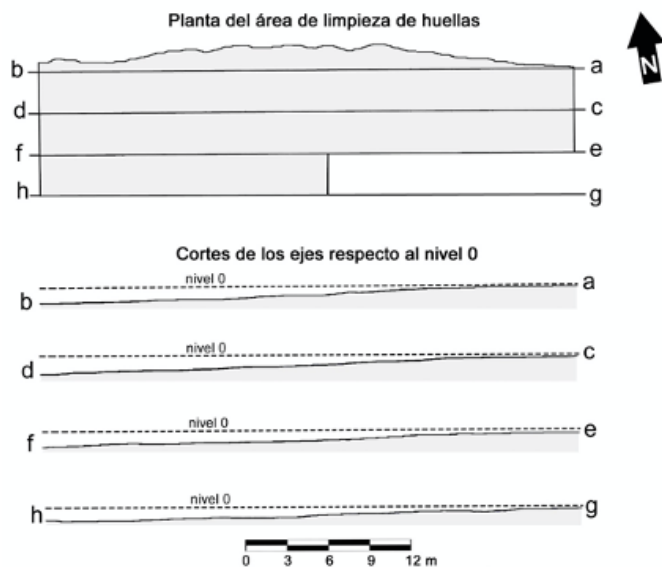 Planta del área de limpieza de huellas
N
b a
d c
f e
h g
Cortes de los ejes respecto al nivel 0
nivel 0
b a
nivel 0
d c
nivel 0
f e
nivel 0
h g
0 3 6 9 12 m